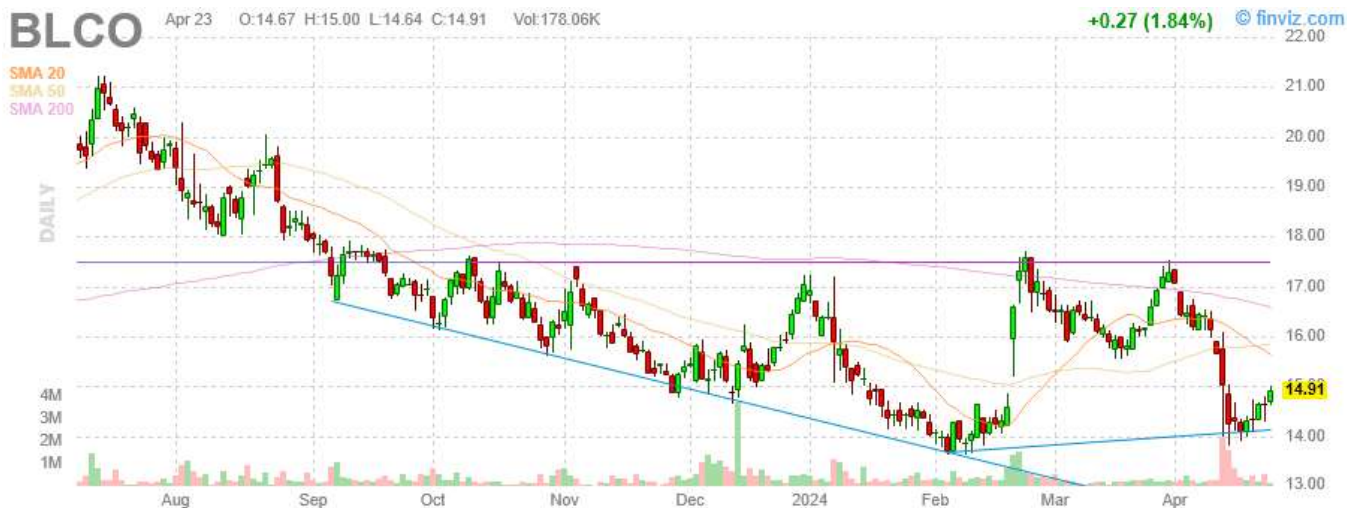 BLCO Apr 23 O:14.67 H:15.00 L:14.64 C:14.91 Vol:178.06K +0.27 (1.84%) © finviz.com
SMA 20
SMA 50
SMA 200
DAILY
22.00
21.00
20.00
19.00
18.00
17.00
16.00
15.00
14.91
14.00
13.00
4M
3M
2M
1M
Aug Sep Oct Nov Dec 2024 Feb Mar Apr